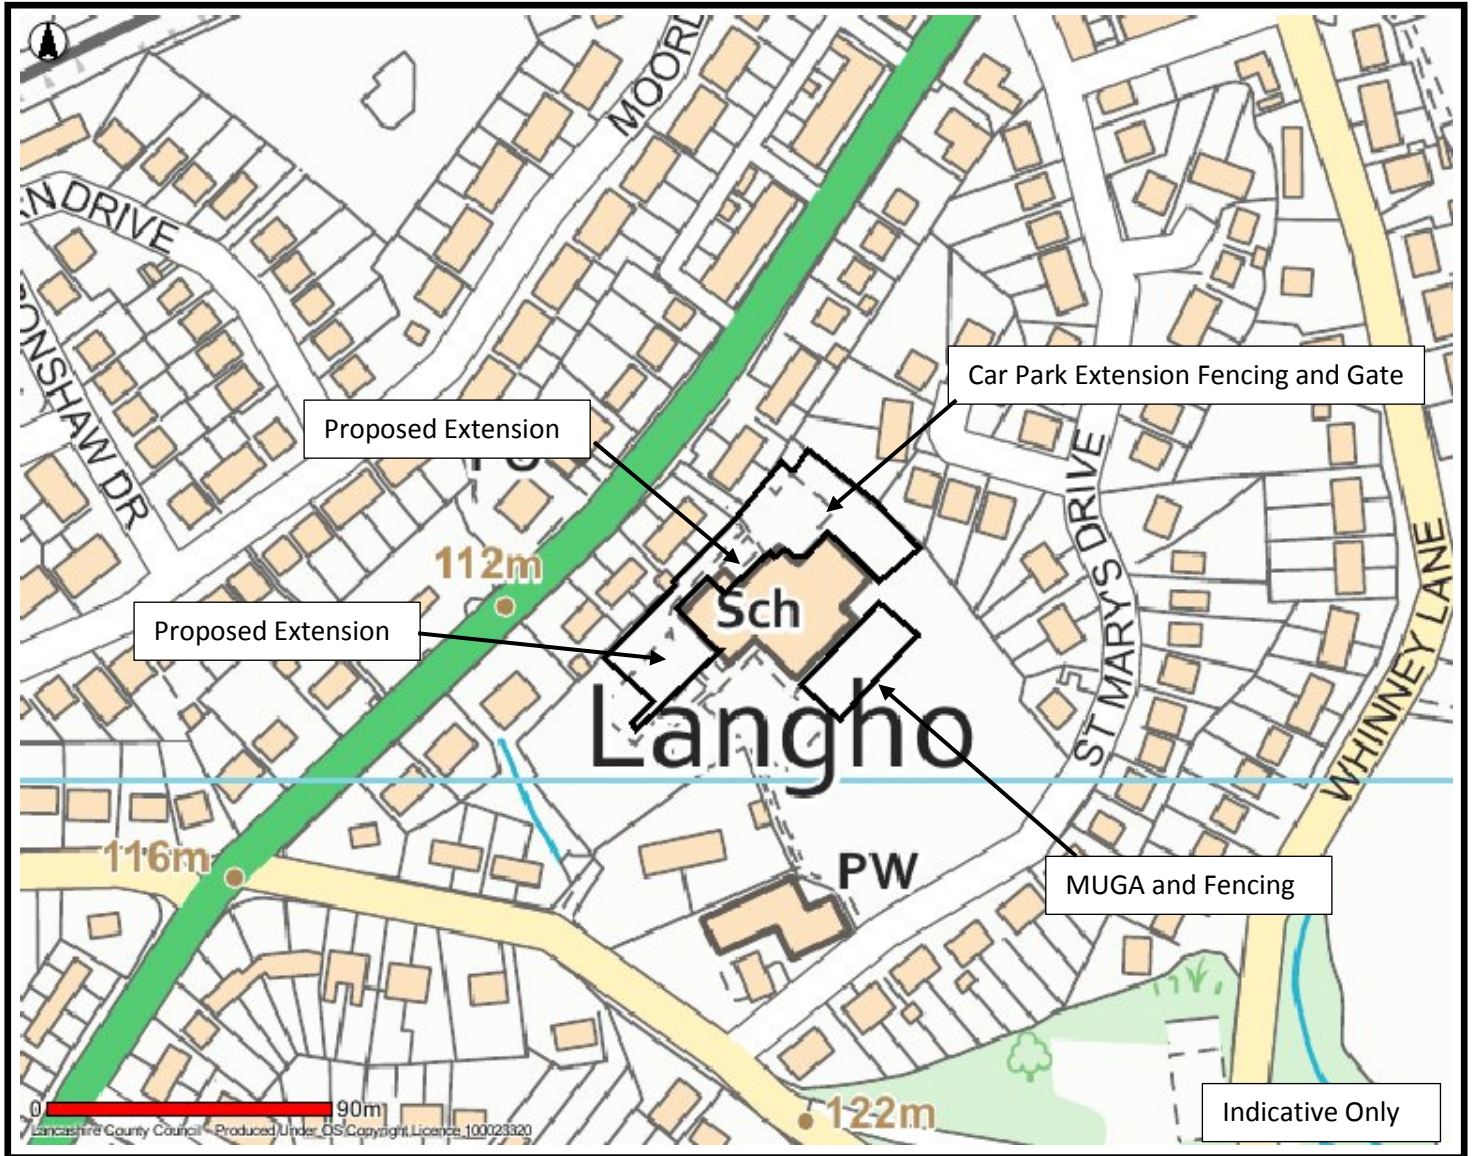 MOORL
N DRIVE
ONSHAW DR
Car Park Extension Fencing and Gate
Proposed Extension
112m
Proposed Extension
Sch
ST MARY'S DRIVE
WHINNEY LANE
Langho
116m
PW
MUGA and Fencing
0 90m
122m
Indicative Only
Lancashire County Council - Produced Under OS Copyright Licence 100023320